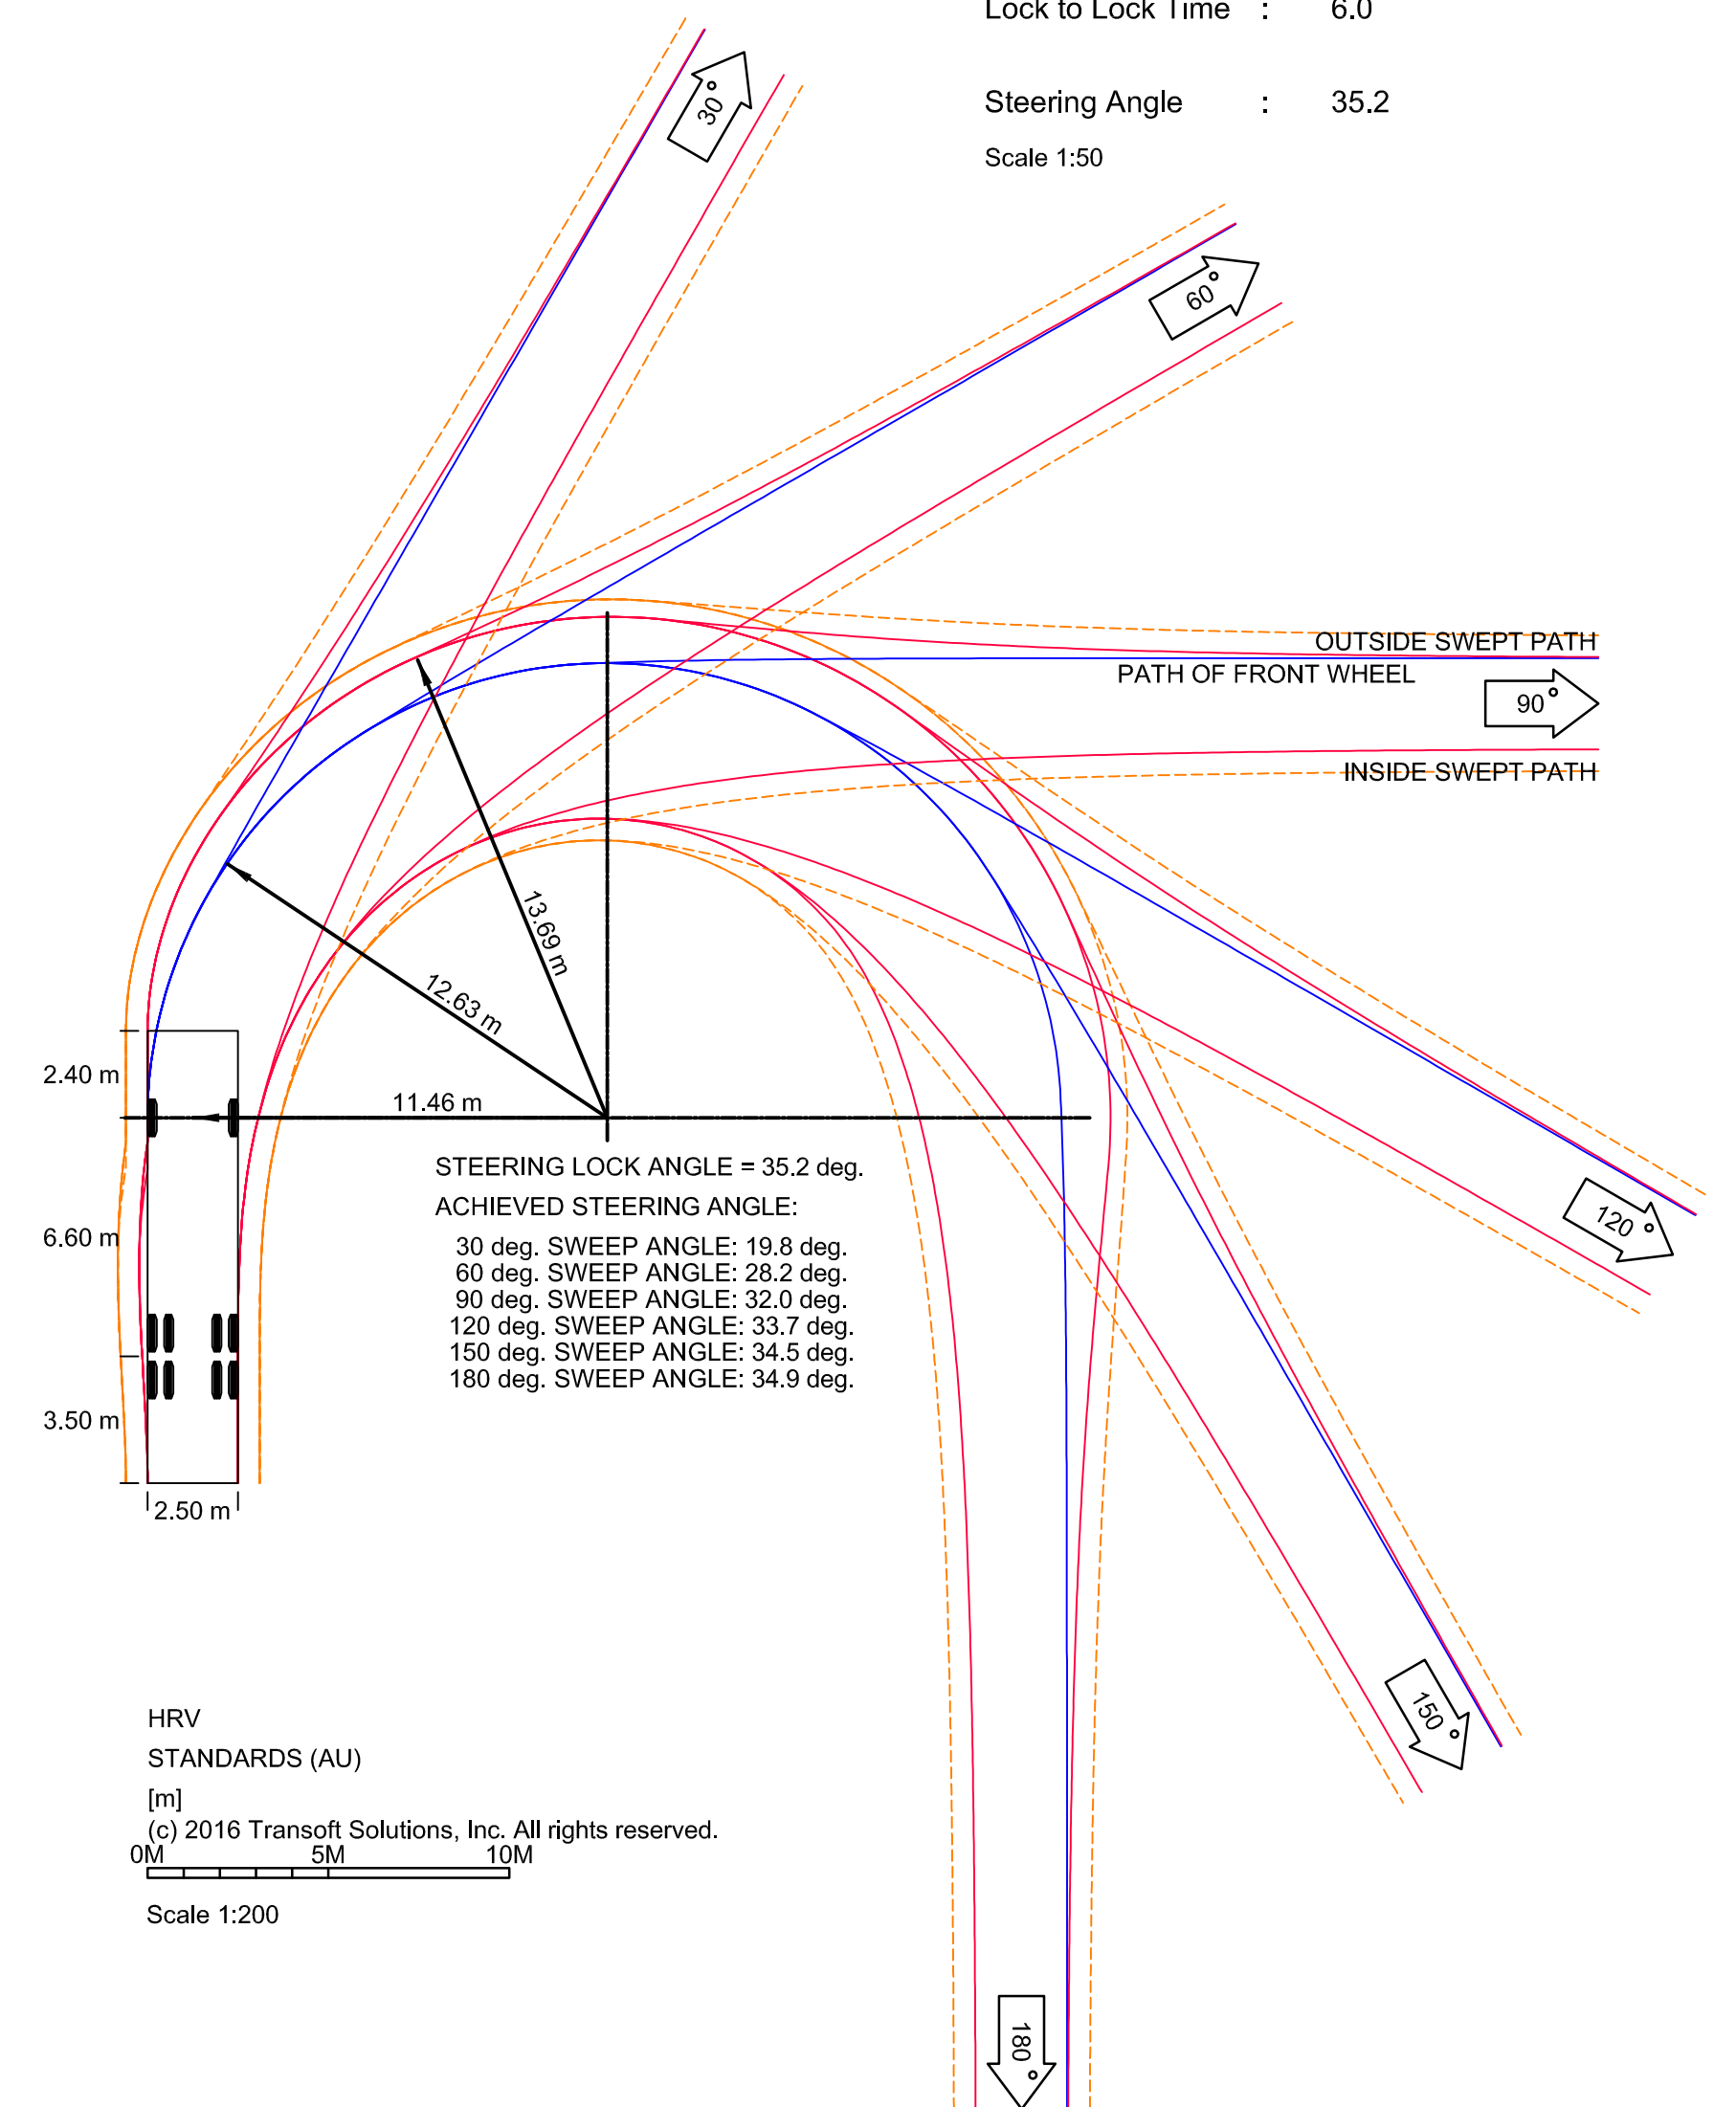 Lock to Lock Time : 6.0
Steering Angle : 35.2
Scale 1:50
30°
60°
OUTSIDE SWEPT PATH
PATH OF FRONT WHEEL
90°
INSIDE SWEPT PATH
13.69 m
12.63 m
2.40 m
11.46 m
STEERING LOCK ANGLE = 35.2 deg.
ACHIEVED STEERING ANGLE:
6.60 m
30 deg. SWEEP ANGLE: 19.8 deg.
60 deg. SWEEP ANGLE: 28.2 deg.
90 deg. SWEEP ANGLE: 32.0 deg.
120 deg. SWEEP ANGLE: 33.7 deg.
150 deg. SWEEP ANGLE: 34.5 deg.
180 deg. SWEEP ANGLE: 34.9 deg.
120°
3.50 m
2.50 m
150°
HRV
STANDARDS (AU)
[m]
(c) 2016 Transoft Solutions, Inc. All rights reserved.
0M 5M 10M
Scale 1:200
180°